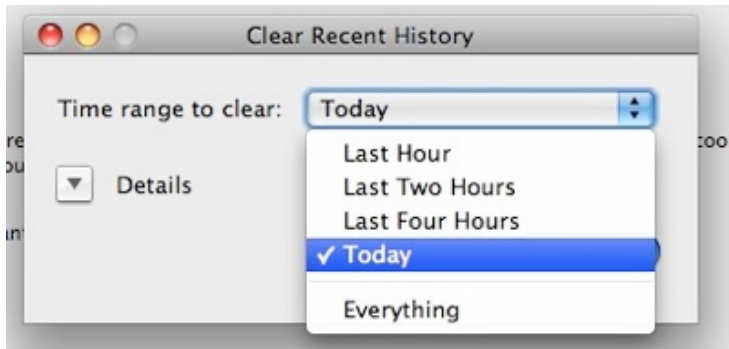 Clear Recent History
Time range to clear: Today
Last Hour
Last Two Hours
Details
Last Four Hours
✓ Today
Everything